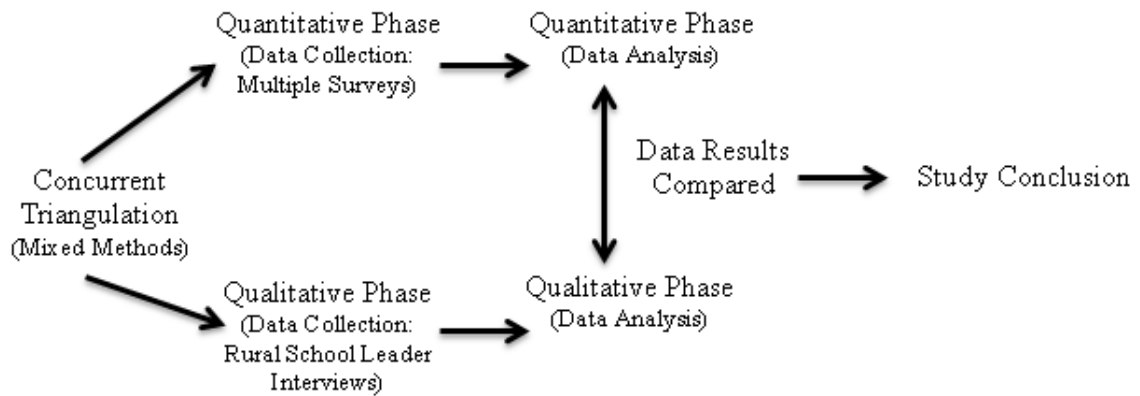 Quantitative Phase
(Data Collection:
Multiple Surveys)
Quantitative Phase
(Data Analysis)
Concurrent
Triangulation
(Mixed Methods)
Data Results
Compared
Study Conclusion
Qualitative Phase
(Data Collection:
Rural School Leader
Interviews)
Qualitative Phase
(Data Analysis)